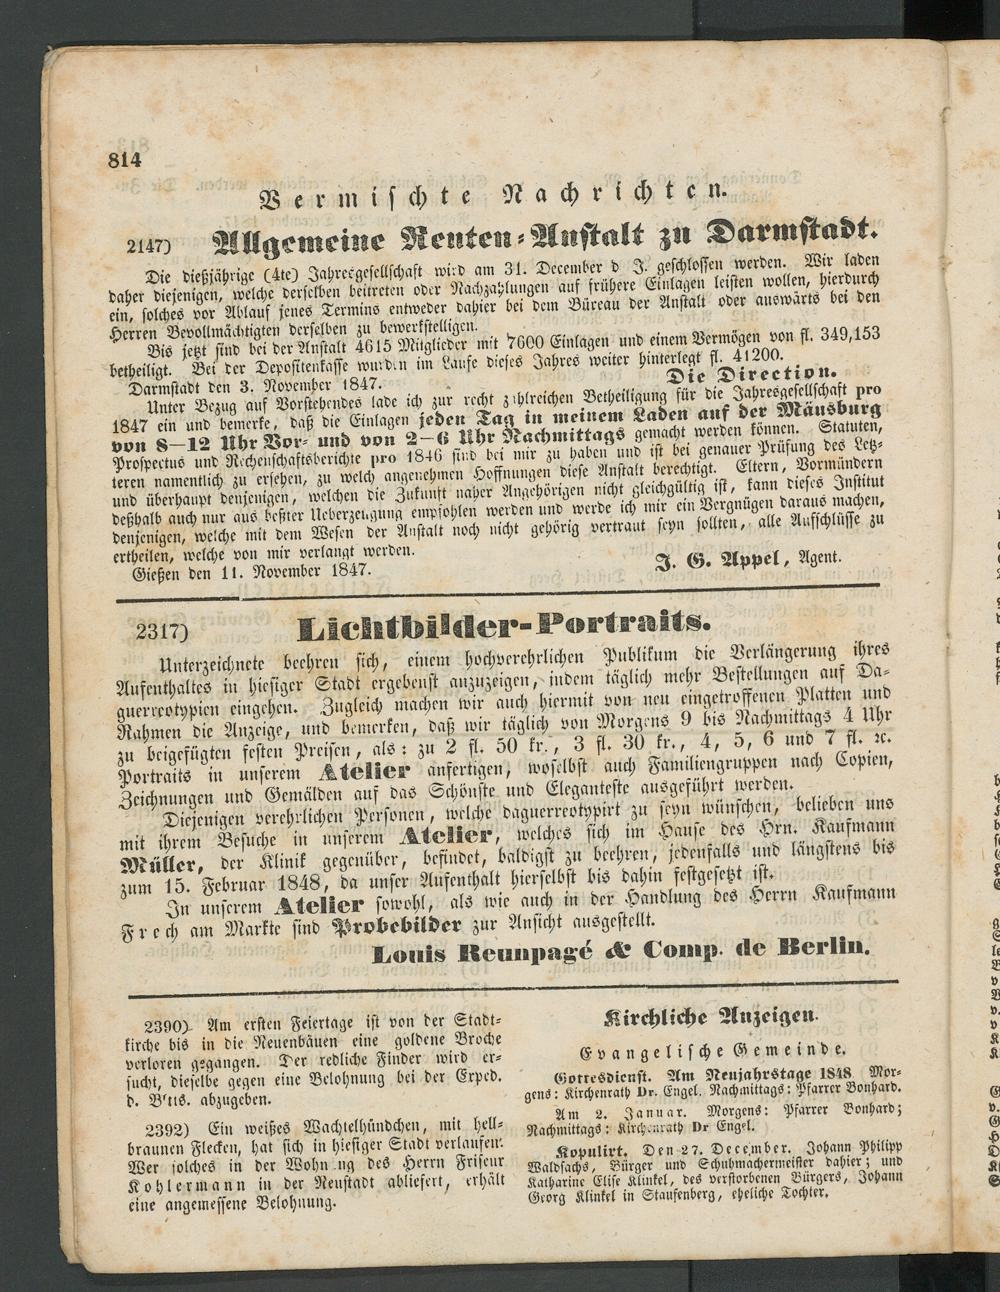 814
Vermischte Nachrichten.
2147) Allgemeine Renten-Anstalt zu Darmstadt.
Die dießjährige (4te) Jahresgesellschaft wird am 31. December d J. geschlossen werden. Wir laden
daher diejenigen, welche derselben beitreten oder Nachzahlungen auf frühere Einlagen leisten wollen, hierdurch
ein, solches vor Ablauf jenes Termins entweder dahier bei dem Büreau der Anstalt oder auswärts bei den
Herren Bevollmächtigten derselben zu bewerkstelligen.
Bis jetzt sind bei der Anstalt 4615 Mitglieder mit 7600 Einlagen und einem Vermögen von fl. 349,153
betheiligt. Bei der Depositenkasse wurden im Laufe dieses Jahres weiter hinterlegt fl. 41200.
Darmstadt den 3. November 1847. Die Direction.
Unter Bezug auf Vorstehendes lade ich zur recht zahlreichen Betheiligung für die Jahresgesellschaft pro
1847 ein und bemerke, daß die Einlagen jeden Tag in meinem Laden auf der Mäusburg
von 8—12 Uhr Vor- und von 2—6 Uhr Nachmittags gemacht werden können. Statuten,
Prospectus und Rechenschaftsberichte pro 1846 sind bei mir zu haben und ist bei genauer Prüfung des Letz-
teren namentlich zu ersehen, zu welch angenehmen Hoffnungen diese Anstalt berechtigt. Eltern, Vormündern
und überhaupt denjenigen, welchen die Zukunft naher Angehörigen nicht gleichgültig ist, kann dieses Institut
deßhalb auch nur aus beßter Ueberzeugung empfohlen werden und werde ich mir ein Vergnügen daraus machen,
denjenigen, welche mit dem Wesen der Anstalt noch nicht gehörig vertraut seyn sollten, alle Aufschlüsse zu
ertheilen, welche von mir verlangt werden.
Gießen den 11. November 1847. J. G. Appel, Agent.
2317) Lichtbilder-Portraits.
Unterzeichnete beehren sich, einem hochverehrlichen Publikum die Verlängerung ihres
Aufenthaltes in hiesiger Stadt ergebenst anzuzeigen, indem täglich mehr Bestellungen auf Da-
guerreotypien eingehen. Zugleich machen wir auch hiermit von neu eingetroffenen Platten und
Rahmen die Anzeige, und bemerken, daß wir täglich von Morgens 9 bis Nachmittags 4 Uhr
zu beigefügten festen Preisen, als: zu 2 fl. 50 kr., 3 fl. 30 kr., 4, 5, 6 und 7 fl. ꝛc.
Portraits in unserem Atelier anfertigen, woselbst auch Familiengruppen nach Copien,
Zeichnungen und Gemälden auf das Schönste und Eleganteste ausgeführt werden.
Diejenigen verehrlichen Personen, welche daguerreotypirt zu seyn wünschen, belieben uns
mit ihrem Besuche in unserem Atelier, welches sich im Hause des Hrn. Kaufmann
Müller, der Klinik gegenüber, befindet, baldigst zu beehren, jedenfalls und längstens bis
zum 15. Februar 1848, da unser Aufenthalt hierselbst bis dahin festgesetzt ist.
In unserem Atelier sowohl, als wie auch in der Handlung des Herrn Kaufmann
Frech am Markte sind Probebilder zur Ansicht ausgestellt.
Louis Reunpagé & Comp. de Berlin.
2390) Am ersten Feiertage ist von der Stadt-
kirche bis in die Neuenbäuen eine goldene Broche
verloren gegangen. Der redliche Finder wird er-
sucht, dieselbe gegen eine Belohnung bei der Exped.
d. Bltts. abzugeben.
2392) Ein weißes Wachtelhündchen, mit hell-
braunen Flecken, hat sich in hiesiger Stadt verlaufen.
Wer solches in der Wohnung des Herrn Friseur
Kohlermann in der Neustadt abliefert, erhält
eine angemessene Belohnung.
Kirchliche Anzeigen.
Evangelische Gemeinde.
Gottesdienst. Am Neujahrstage 1848. Mor-
gens: Kirchenrath Dr. Engel. Nachmittags: Pfarrer Bonhard.
Am 2. Januar. Morgens: Pfarrer Bonhard;
Nachmittags: Kirchenrath Dr Engel.
Kopulirt. Den 27. December. Johann Philipp
Waldsachs, Bürger und Schuhmachermeister dahier; und
Katharine Elise Klinkel, des verstorbenen Bürgers, Johann
Georg Klinkel in Staufenberg, eheliche Tochter.